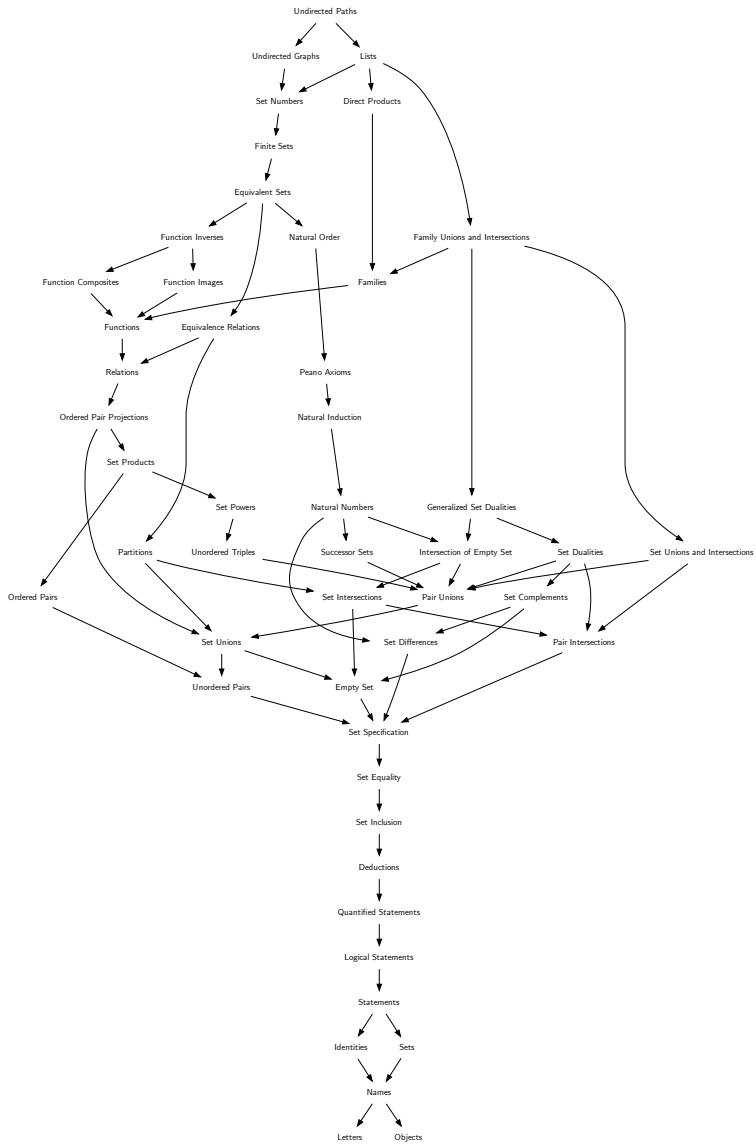 Undirected Paths
Undirected Graphs
Lists
Set Numbers
Direct Products
Finite Sets
Equivalent Sets
Function Inverses
Natural Order
Family Unions and Intersections
Function Composites
Function Images
Families
Functions
Equivalence Relations
Relations
Peano Axioms
Ordered Pair Projections
Natural Induction
Set Products
Set Powers
Natural Numbers
Generalized Set Dualities
Partitions
Unordered Triples
Successor Sets
Intersection of Empty Set
Set Dualities
Set Unions and Intersections
Ordered Pairs
Set Intersections
Pair Unions
Set Complements
Set Unions
Set Differences
Pair Intersections
Unordered Pairs
Empty Set
Set Specification
Set Equality
Set Inclusion
Deductions
Quantified Statements
Logical Statements
Statements
Identities
Sets
Names
Letters
Objects